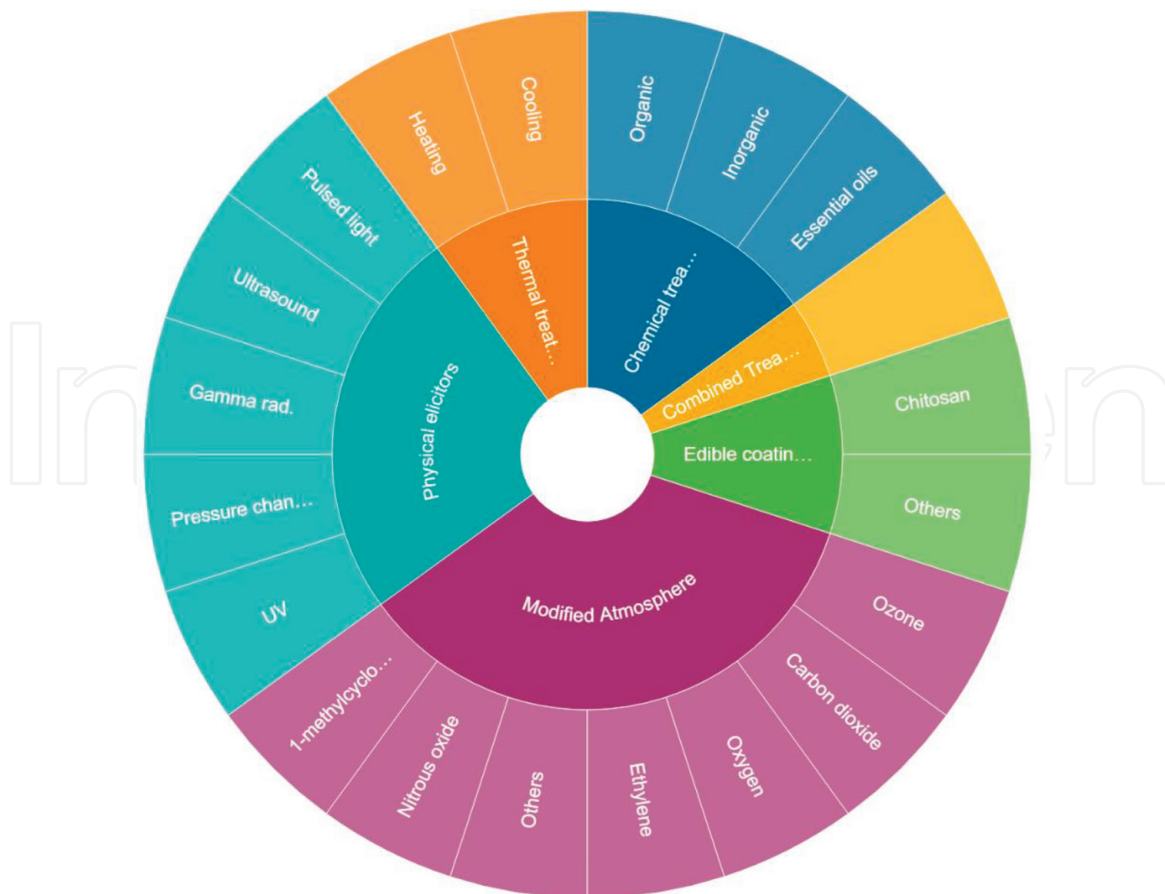 Organic
Inorganic
Essential oils
Chitosan
Others
Ozone
Carbon dioxide
Oxygen
Ethylene
Others
Nitrous oxide
1-methylcyclo…
UV
Pressure chan…
Gamma rad.
Ultrasound
Pulsed light
Heating
Cooling
Chemical trea…
Combined Trea…
Edible coatin…
Modified Atmosphere
Physical elicitors
Thermal treat…